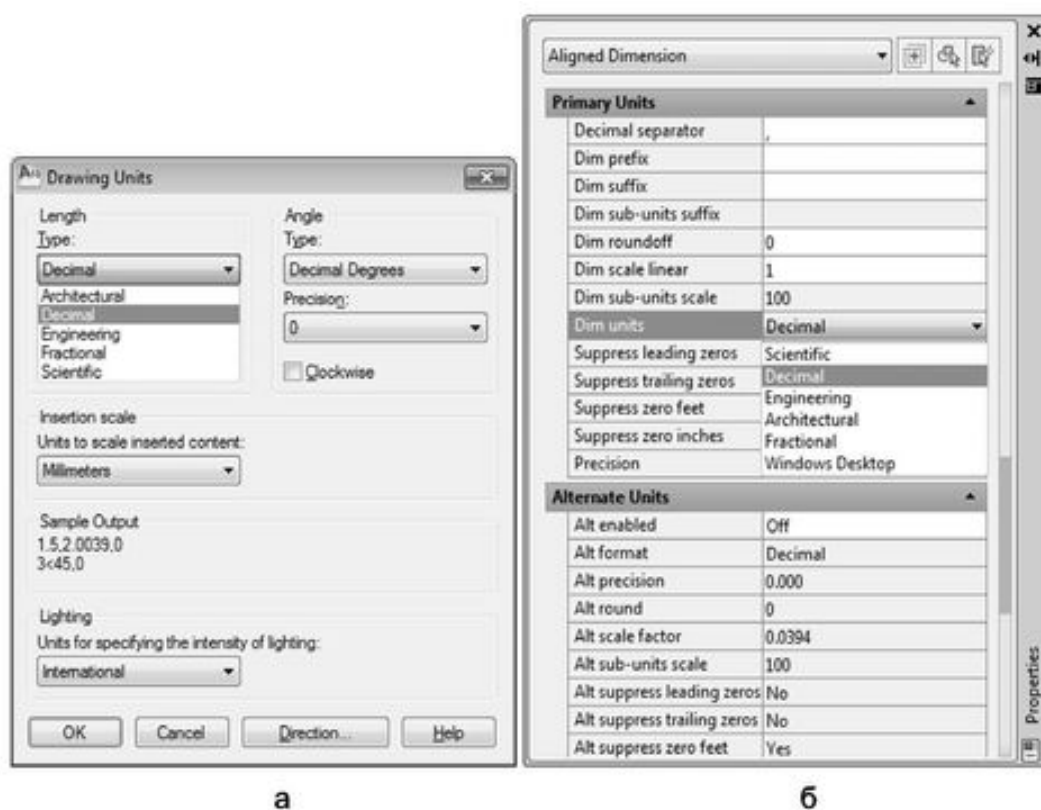 Drawing Units
Length
Type:
Decimal
Architectural
Decimal
Engineering
Fractional
Scientific
Angle
Type:
Decimal Degrees
Precision:
0
Clockwise
Insertion scale
Units to scale inserted content:
Millimeters
Sample Output
1.5,2.0039,0
3<45,0
Lighting
Units for specifying the intensity of lighting:
International
OK Cancel Direction... Help
а
Aligned Dimension
Primary Units
Decimal separator ,
Dim prefix
Dim suffix
Dim sub-units suffix
Dim roundoff 0
Dim scale linear 1
Dim sub-units scale 100
Dim units Decimal
Suppress leading zeros Scientific
Suppress trailing zeros Decimal
Suppress zero feet Engineering
Architectural
Suppress zero inches Fractional
Precision Windows Desktop
Alternate Units
Alt enabled Off
Alt format Decimal
Alt precision 0.000
Alt round 0
Alt scale factor 0.0394
Alt sub-units scale 100
Alt suppress leading zeros No
Alt suppress trailing zeros No
Alt suppress zero feet Yes
Properties
б